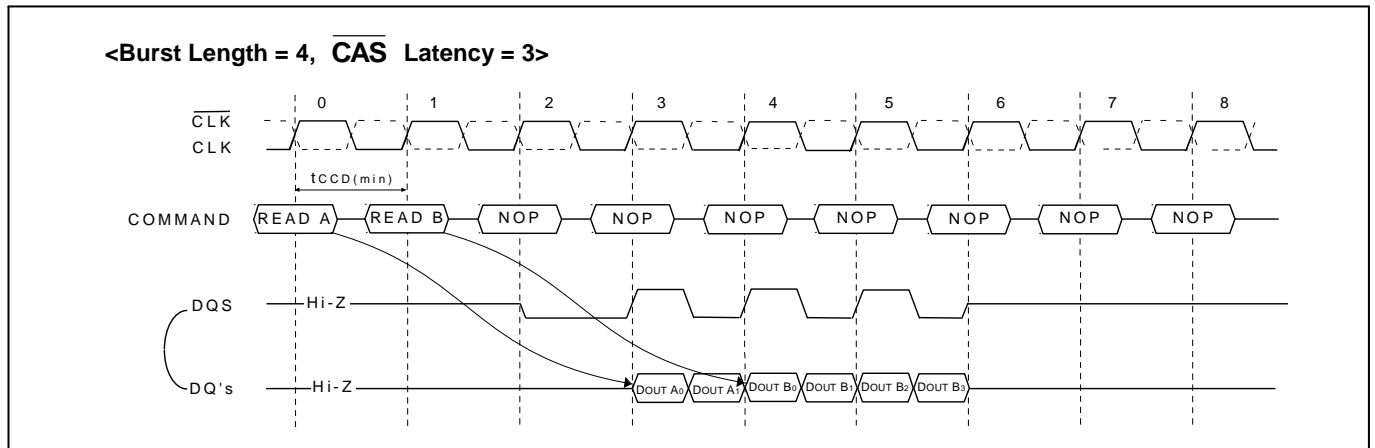 <Burst Length = 4, CAS Latency = 3>
0 1 2 3 4 5 6 7 8
CLK
CLK
tCCD(min)
COMMAND READ A READ B NOP NOP NOP NOP NOP NOP NOP
DQS Hi-Z
DQ's Hi-Z DOUT A0 DOUT A1 DOUT B0 DOUT B1 DOUT B2 DOUT B3